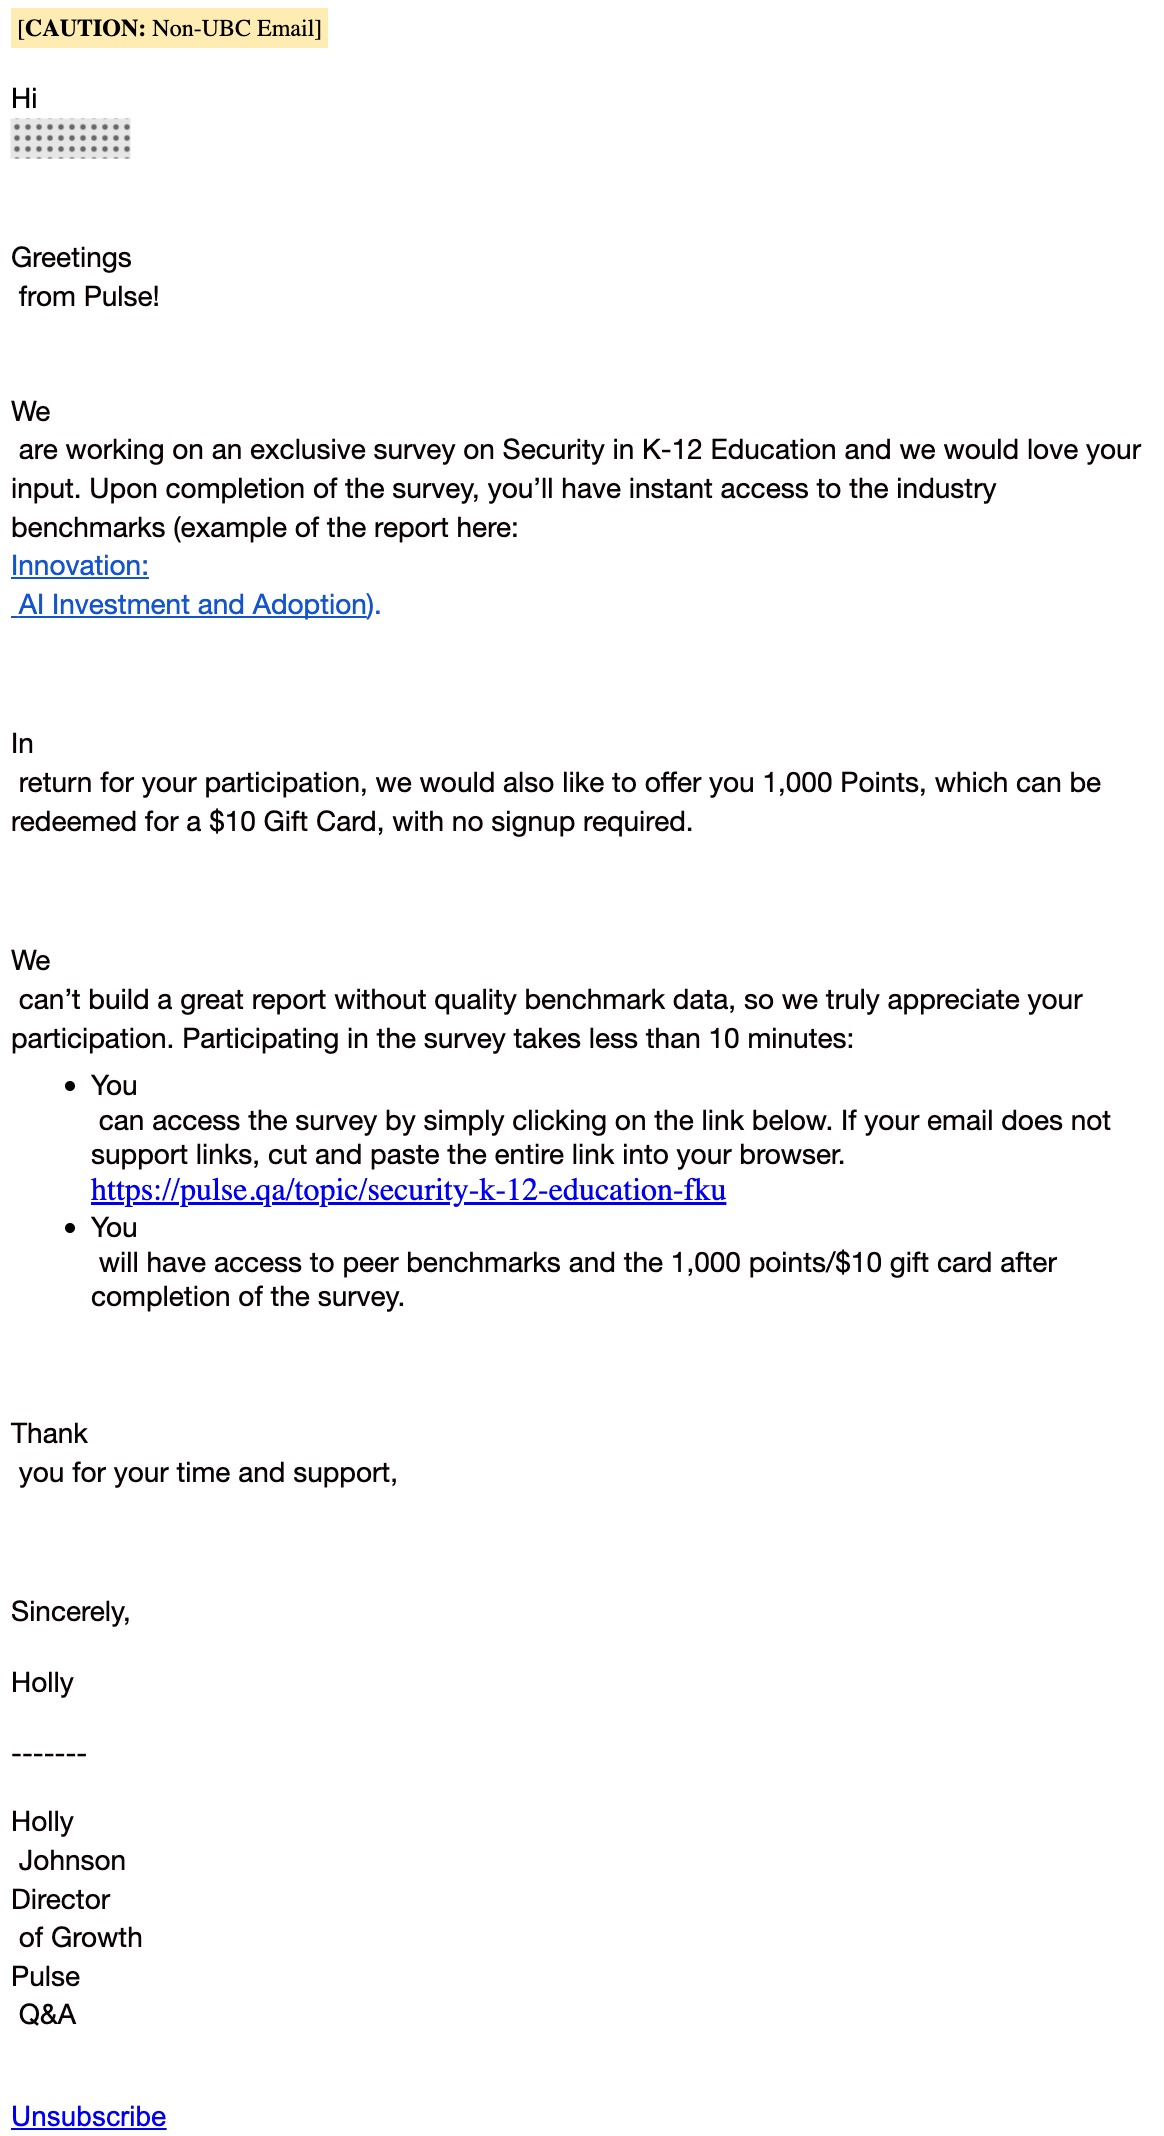 [CAUTION: Non-UBC Email]
Hi
Greetings
from Pulse!
We
are working on an exclusive survey on Security in K-12 Education and we would love your
input. Upon completion of the survey, you’ll have instant access to the industry
benchmarks (example of the report here:
Innovation:
AI Investment and Adoption).
In
return for your participation, we would also like to offer you 1,000 Points, which can be
redeemed for a $10 Gift Card, with no signup required.
We
can’t build a great report without quality benchmark data, so we truly appreciate your
participation. Participating in the survey takes less than 10 minutes:
• You
can access the survey by simply clicking on the link below. If your email does not
support links, cut and paste the entire link into your browser.
https://pulse.qa/topic/security-k-12-education-fku
• You
will have access to peer benchmarks and the 1,000 points/$10 gift card after
completion of the survey.
Thank
you for your time and support,
Sincerely,
Holly
-------
Holly
Johnson
Director
of Growth
Pulse
Q&A
Unsubscribe